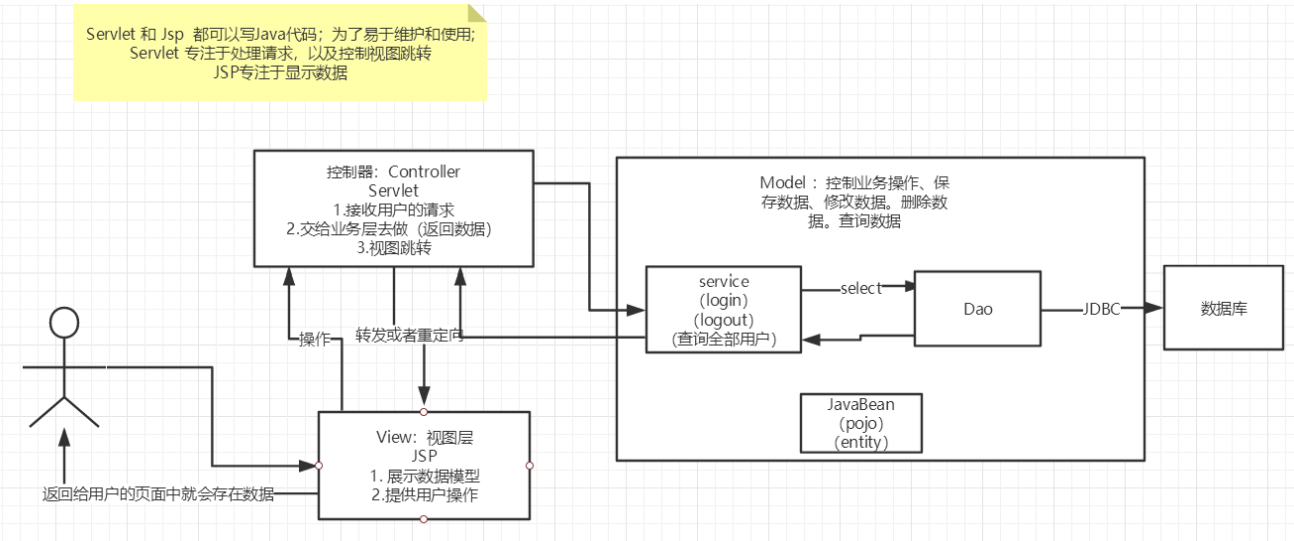 Servlet 和 Jsp 都可以写Java代码；为了易于维护和使用;
Servlet 专注于处理请求，以及控制视图跳转
JSP专注于显示数据
控制器：Controller
Servlet
1.接收用户的请求
2.交给业务层去做（返回数据）
3.视图跳转
Model ：控制业务操作、保
存数据、修改数据。删除数
据。查询数据
service
（login）
（logout）
(查询全部用户）
select
Dao
JDBC
数据库
操作
转发或者重定向
JavaBean
（pojo）
（entity）
View：视图层
JSP
1. 展示数据模型
2.提供用户操作
返回给用户的页面中就会存在数据